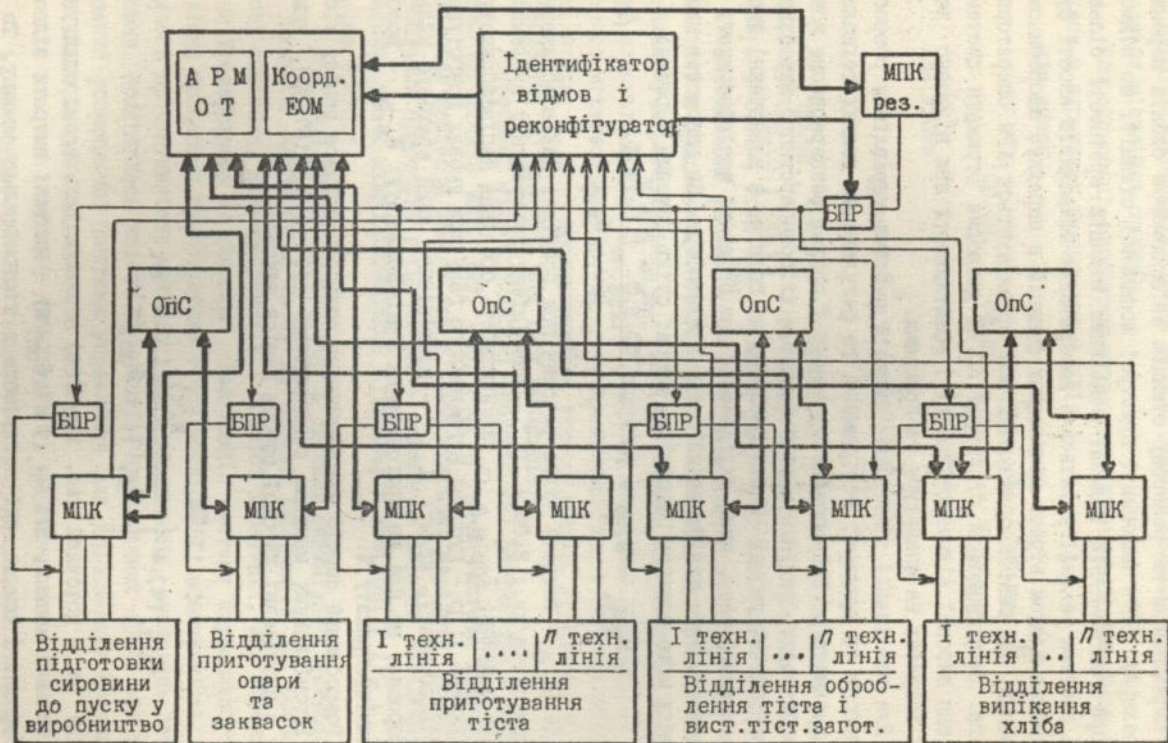 А Р М
О Т
Коорд.
ЕОМ
Ідентифікатор
відмов і
реконфігуратор
МПК
рез.
БПР
ОпС
ОпС
ОпС
ОпС
БПР
БПР
БПР
БПР
БПР
МПК
МПК
МПК
МПК
МПК
МПК
МПК
МПК
Відділення
підготовки
сировини
до пуску у
виробництво
Відділення
приготування
опари
та
заквасок
I техн.
лінія
....
п техн.
лінія
Відділення
приготування
тіста
I техн.
лінія
...
п техн.
лінія
Відділення оброб-
лення тіста і
вист.тіст.загот.
I техн.
лінія
..
п техн.
лінія
Відділення
випікання
хліба